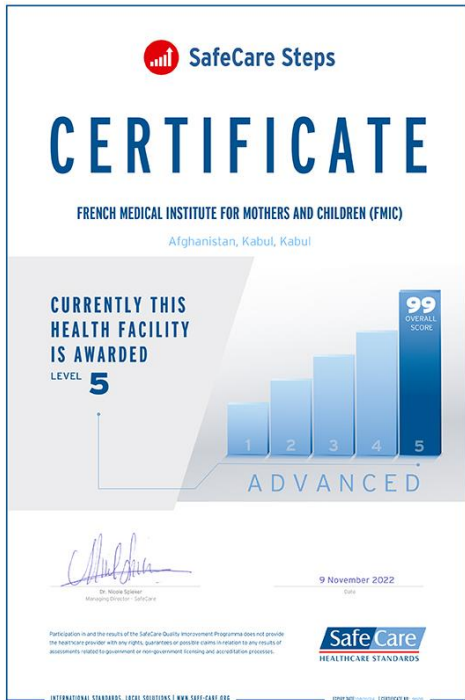 SafeCare Steps
CERTIFICATE
FRENCH MEDICAL INSTITUTE FOR MOTHERS AND CHILDREN (FMIC)
Afghanistan, Kabul, Kabul
CURRENTLY THIS
HEALTH FACILITY
IS AWARDED
LEVEL 5
99
OVERALL
SCORE
1 2 3 4 5
ADVANCED
Dr. Nicole Spieker
Managing Director - SafeCare
9 November 2022
Date
Participation in and the results of the SafeCare Quality Improvement Programma does not provide
the healthcare provider with any rights, guarantees or possible claims in relation to any results of
assessments related to government or non-government licensing and accreditation processes.
SafeCare
HEALTHCARE STANDARDS
INTERNATIONAL STANDARDS, LOCAL SOLUTIONS | WWW.SAFE-CARE.ORG